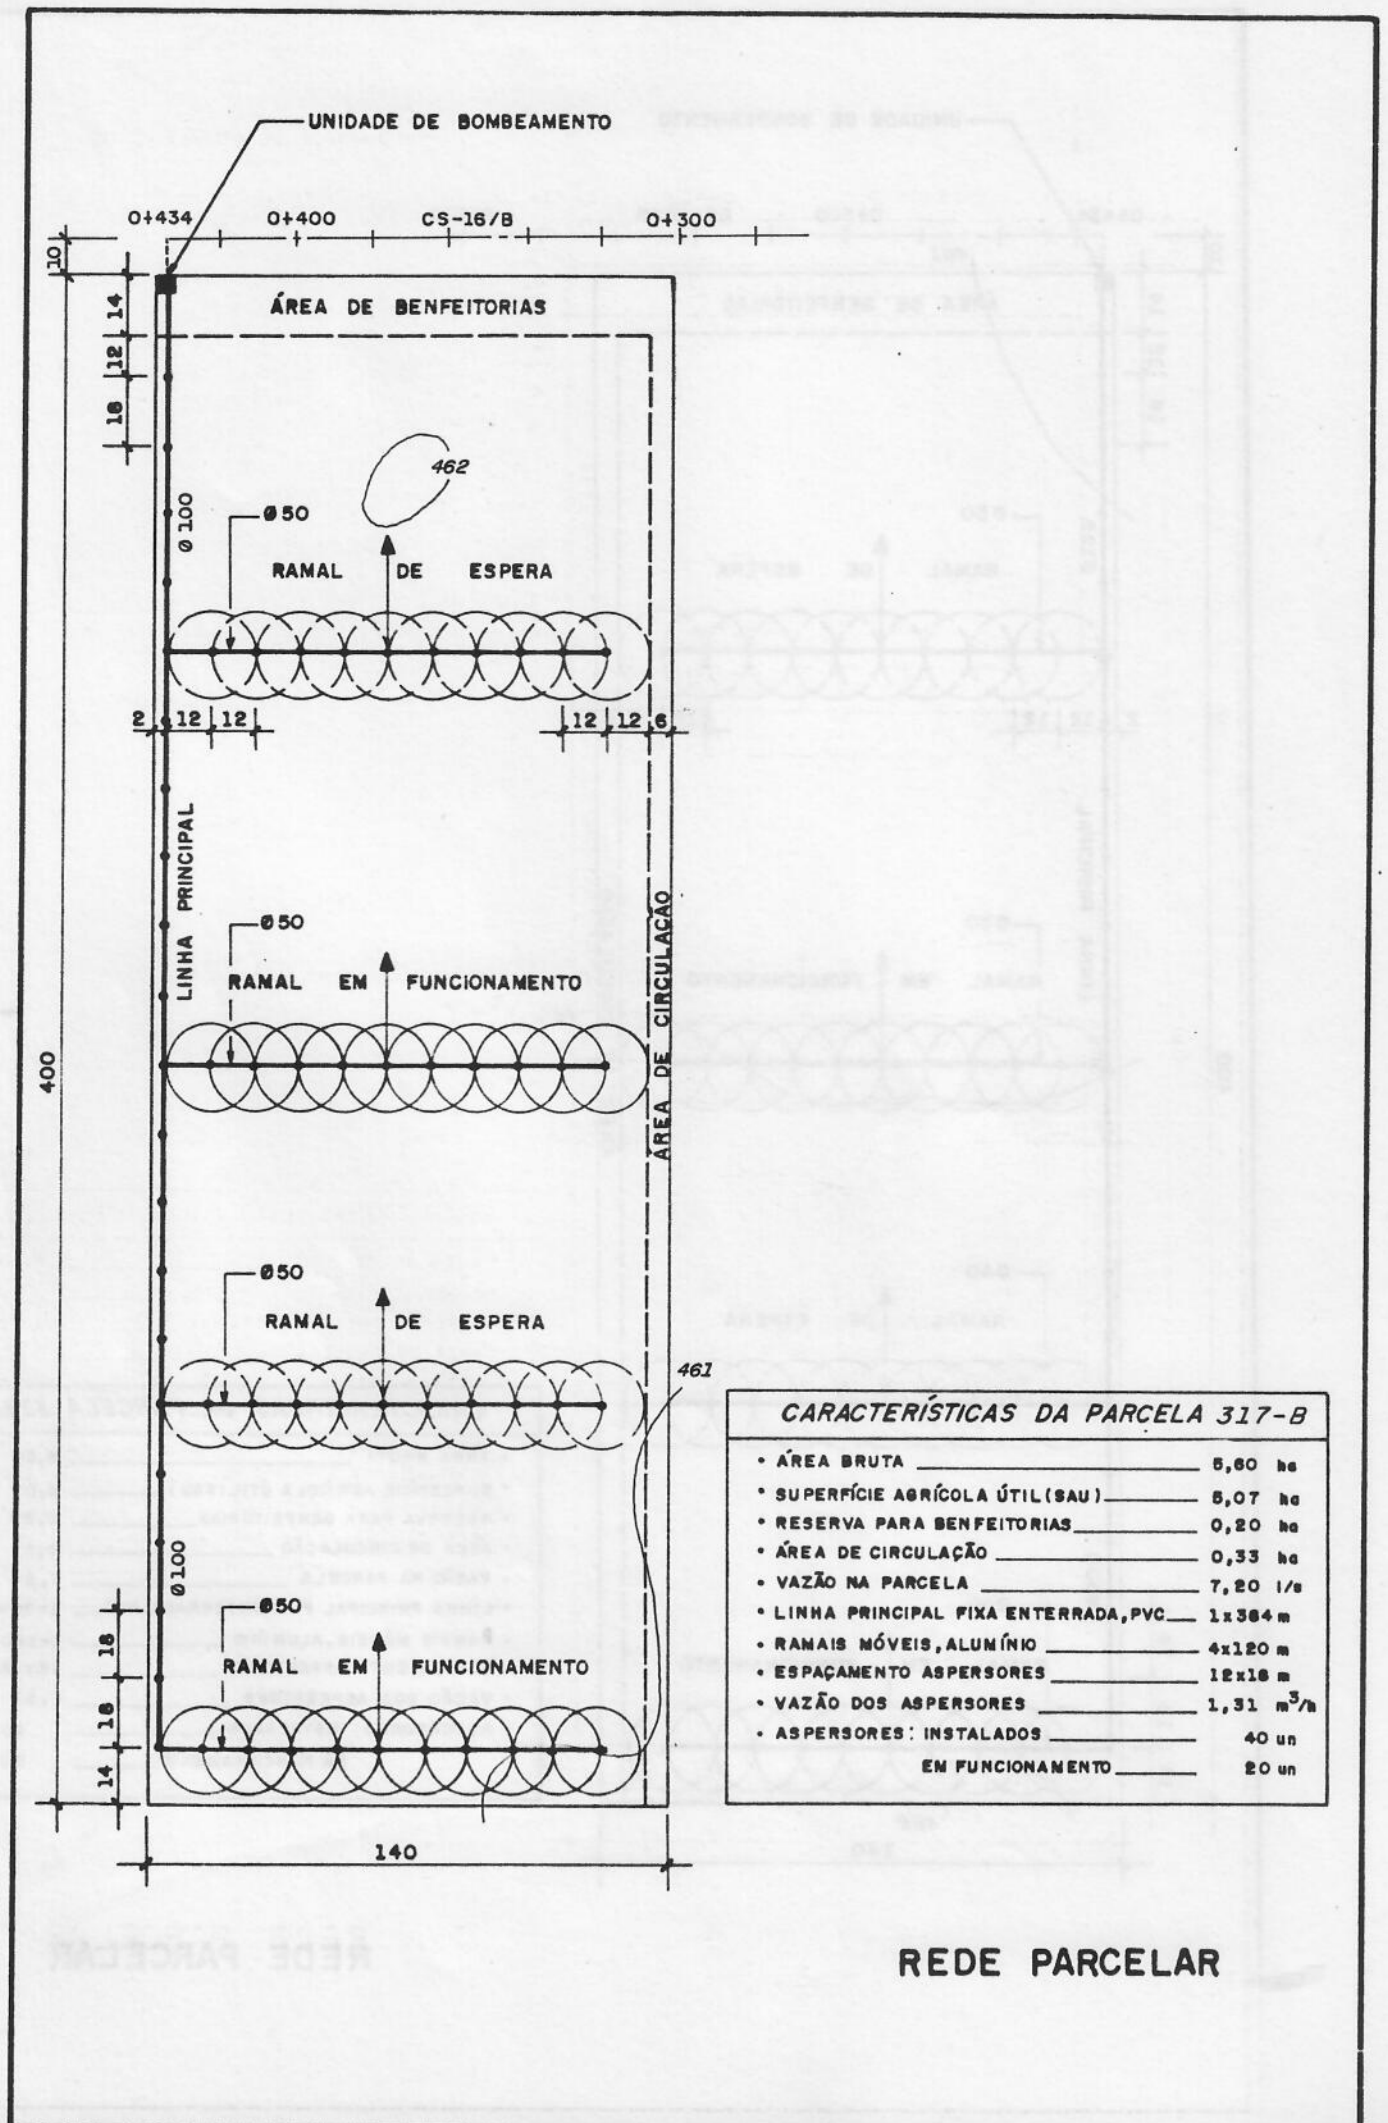 UNIDADE DE BOMBEAMENTO
0+434 0+400 CS-16/B 0+300
10
14
ÁREA DE BENFEITORIAS
12
18
462
Ø100
Ø50
RAMAL DE ESPERA
2 12 12 12 12 6
LINHA PRINCIPAL
ÁREA DE CIRCULAÇÃO
Ø50
RAMAL EM FUNCIONAMENTO
400
Ø50
RAMAL DE ESPERA
461
Ø100
Ø50
18
RAMAL EM FUNCIONAMENTO
18
14
140
CARACTERÍSTICAS DA PARCELA 317-B
• ÁREA BRUTA 5,60 ha
• SUPERFÍCIE AGRÍCOLA ÚTIL (SAU) 5,07 ha
• RESERVA PARA BENFEITORIAS 0,20 ha
• ÁREA DE CIRCULAÇÃO 0,33 ha
• VAZÃO NA PARCELA 7,20 l/s
• LINHA PRINCIPAL FIXA ENTERRADA, PVC 1x384 m
• RAMAIS MÓVEIS, ALUMÍNIO 4x120 m
• ESPAÇAMENTO ASPERSORES 12x18 m
• VAZÃO DOS ASPERSORES 1,31 m³/h
• ASPERSORES: INSTALADOS 40 un
EM FUNCIONAMENTO 20 un
REDE PARCELAR